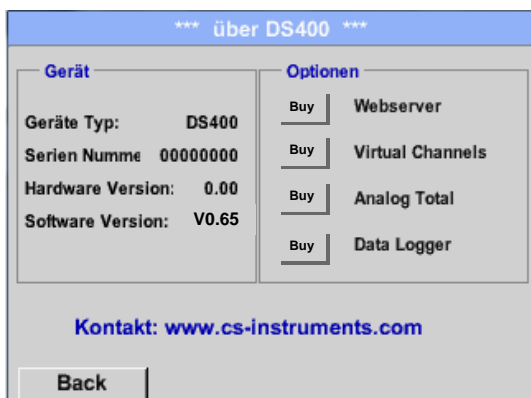 *** über DS400 ***
Gerät
Geräte Typ: DS400
Serien Numme 00000000
Hardware Version: 0.00
Software Version: V0.65
Optionen
Buy Webserver
Buy Virtual Channels
Buy Analog Total
Buy Data Logger
Kontakt: www.cs-instruments.com
Back